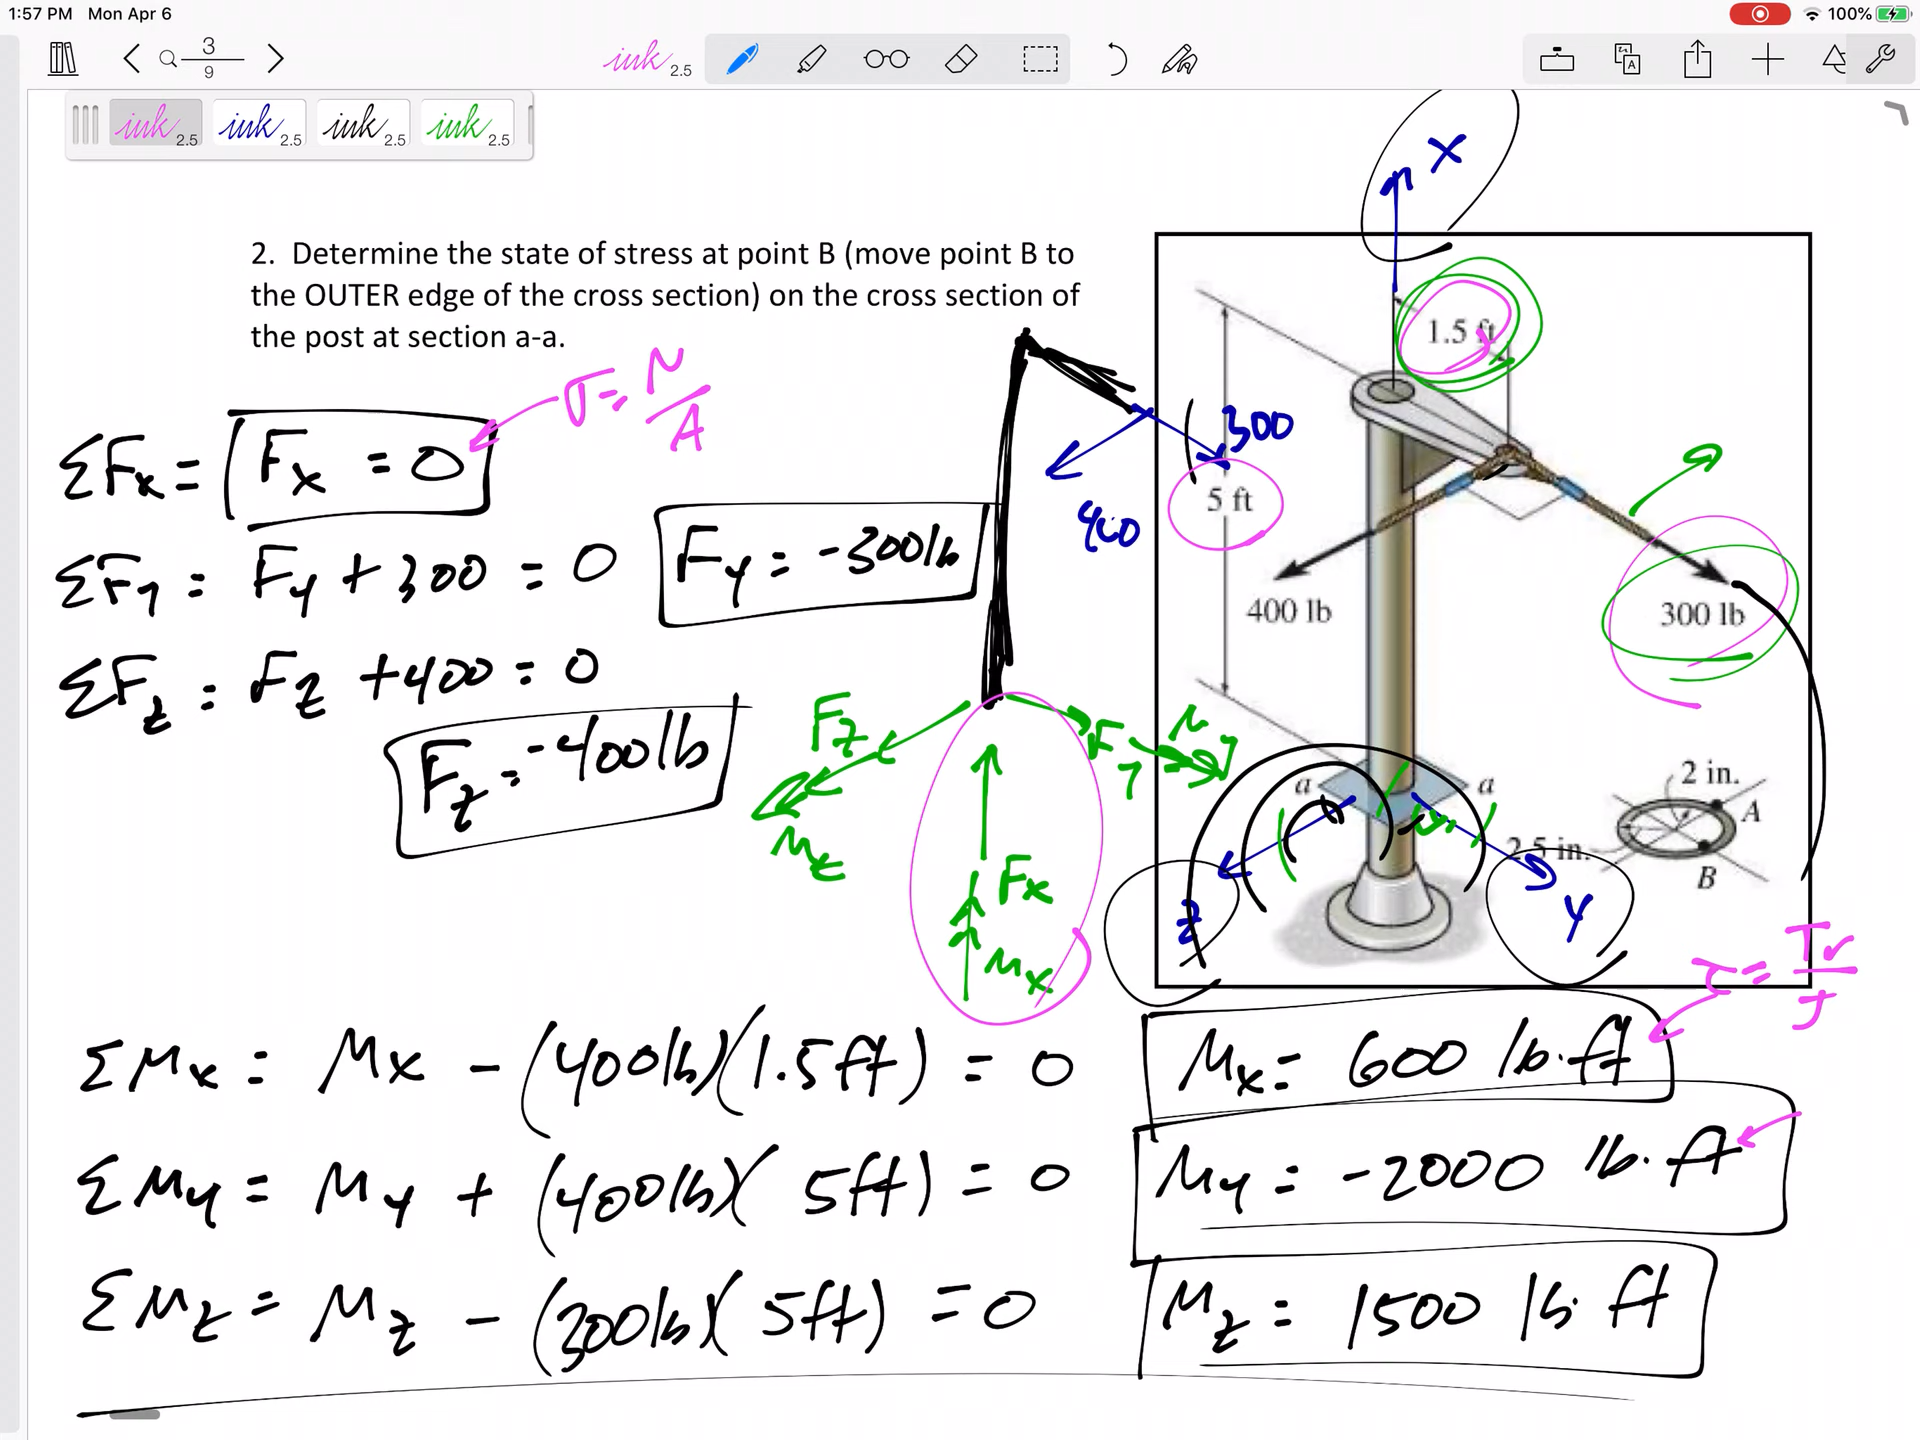 1:57 PM Mon Apr 6
100%
3
9
ink 2.5
A
ink 2.5
ink 2.5
ink 2.5
ink 2.5
X
2. Determine the state of stress at point B (move point B to
the OUTER edge of the cross section) on the cross section of
the post at section a-a.
σ = N/A
ΣFx = Fx = 0
ΣFy = Fy + 300 = 0
Fy = -300lb
ΣFz = Fz + 400 = 0
Fz = -400lb
300
400
Fz
Mz
Fy
My
Fx
Mx
1.5 ft
5 ft
400 lb
300 lb
a
a
2 in.
A
2.5 in.
B
z
y
τ = Tr/J
ΣMx = Mx - (400lb)(1.5ft) = 0
Mx = 600 lb·ft
ΣMy = My + (400lb)( 5ft) = 0
My = -2000 lb·ft
ΣMz = Mz - (300lb)( 5ft) = 0
Mz = 1500 lb·ft